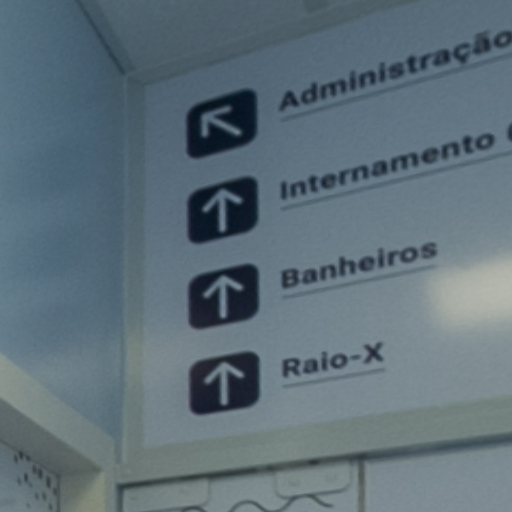 Administração
Internamento
Banheiros
Raio-X